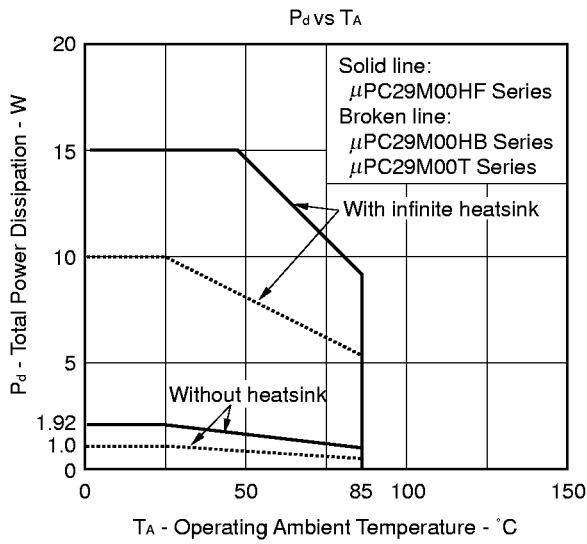 Pd vs TA
20
Solid line:
µPC29M00HF Series
Broken line:
µPC29M00HB Series
µPC29M00T Series
Pd - Total Power Dissipation - W
15
With infinite heatsink
10
5
Without heatsink
1.92
1.0
0
0 50 85 100 150
TA - Operating Ambient Temperature - ˚C